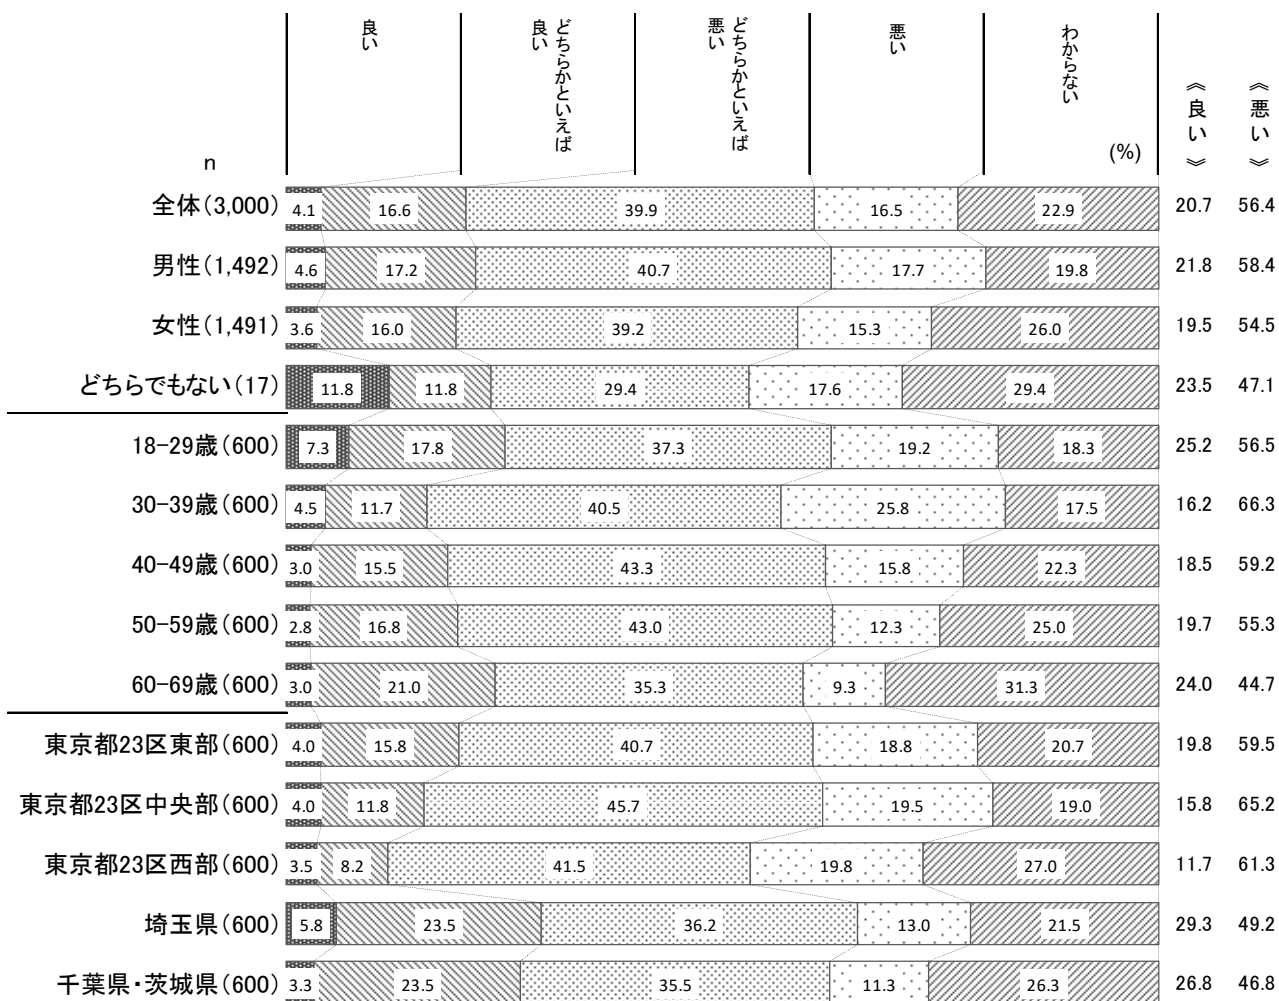 良い
どちらかといえば
良い
どちらかといえば
悪い
悪い
わからない
《良い》
《悪い》
n
(%)
全体(3,000) 4.1 16.6 39.9 16.5 22.9 20.7 56.4
男性(1,492) 4.6 17.2 40.7 17.7 19.8 21.8 58.4
女性(1,491) 3.6 16.0 39.2 15.3 26.0 19.5 54.5
どちらでもない(17) 11.8 11.8 29.4 17.6 29.4 23.5 47.1
18-29歳(600) 7.3 17.8 37.3 19.2 18.3 25.2 56.5
30-39歳(600) 4.5 11.7 40.5 25.8 17.5 16.2 66.3
40-49歳(600) 3.0 15.5 43.3 15.8 22.3 18.5 59.2
50-59歳(600) 2.8 16.8 43.0 12.3 25.0 19.7 55.3
60-69歳(600) 3.0 21.0 35.3 9.3 31.3 24.0 44.7
東京都23区東部(600) 4.0 15.8 40.7 18.8 20.7 19.8 59.5
東京都23区中央部(600) 4.0 11.8 45.7 19.5 19.0 15.8 65.2
東京都23区西部(600) 3.5 8.2 41.5 19.8 27.0 11.7 61.3
埼玉県(600) 5.8 23.5 36.2 13.0 21.5 29.3 49.2
千葉県・茨城県(600) 3.3 23.5 35.5 11.3 26.3 26.8 46.8